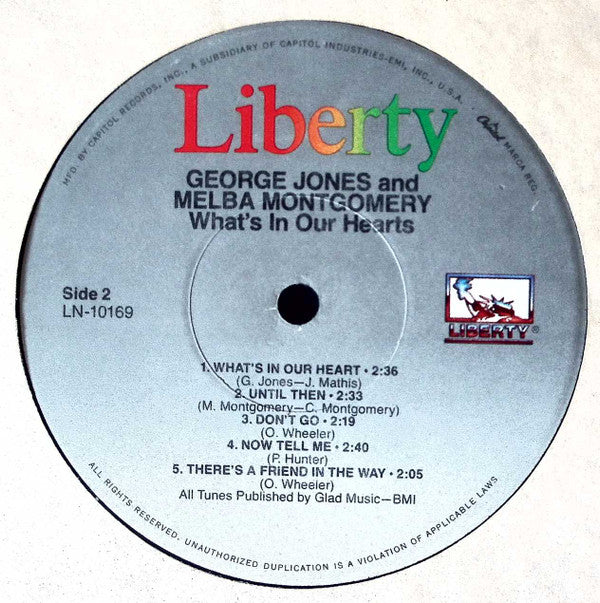 MFD. BY CAPITOL RECORDS, INC., A SUBSIDIARY OF CAPITOL INDUSTRIES-EMI, INC., U.S.A.
Capitol MARCA REG.
Liberty
GEORGE JONES and
MELBA MONTGOMERY
What's In Our Hearts
Side 2
LN-10169
LIBERTY®
1. WHAT'S IN OUR HEART • 2:36
(G. Jones—J. Mathis)
2. UNTIL THEN • 2:33
(M. Montgomery—C. Montgomery)
3. DON'T GO • 2:19
(O. Wheeler)
4. NOW TELL ME • 2:40
(P. Hunter)
5. THERE'S A FRIEND IN THE WAY • 2:05
(O. Wheeler)
All Tunes Published by Glad Music—BMI
ALL RIGHTS RESERVED. UNAUTHORIZED DUPLICATION IS A VIOLATION OF APPLICABLE LAWS